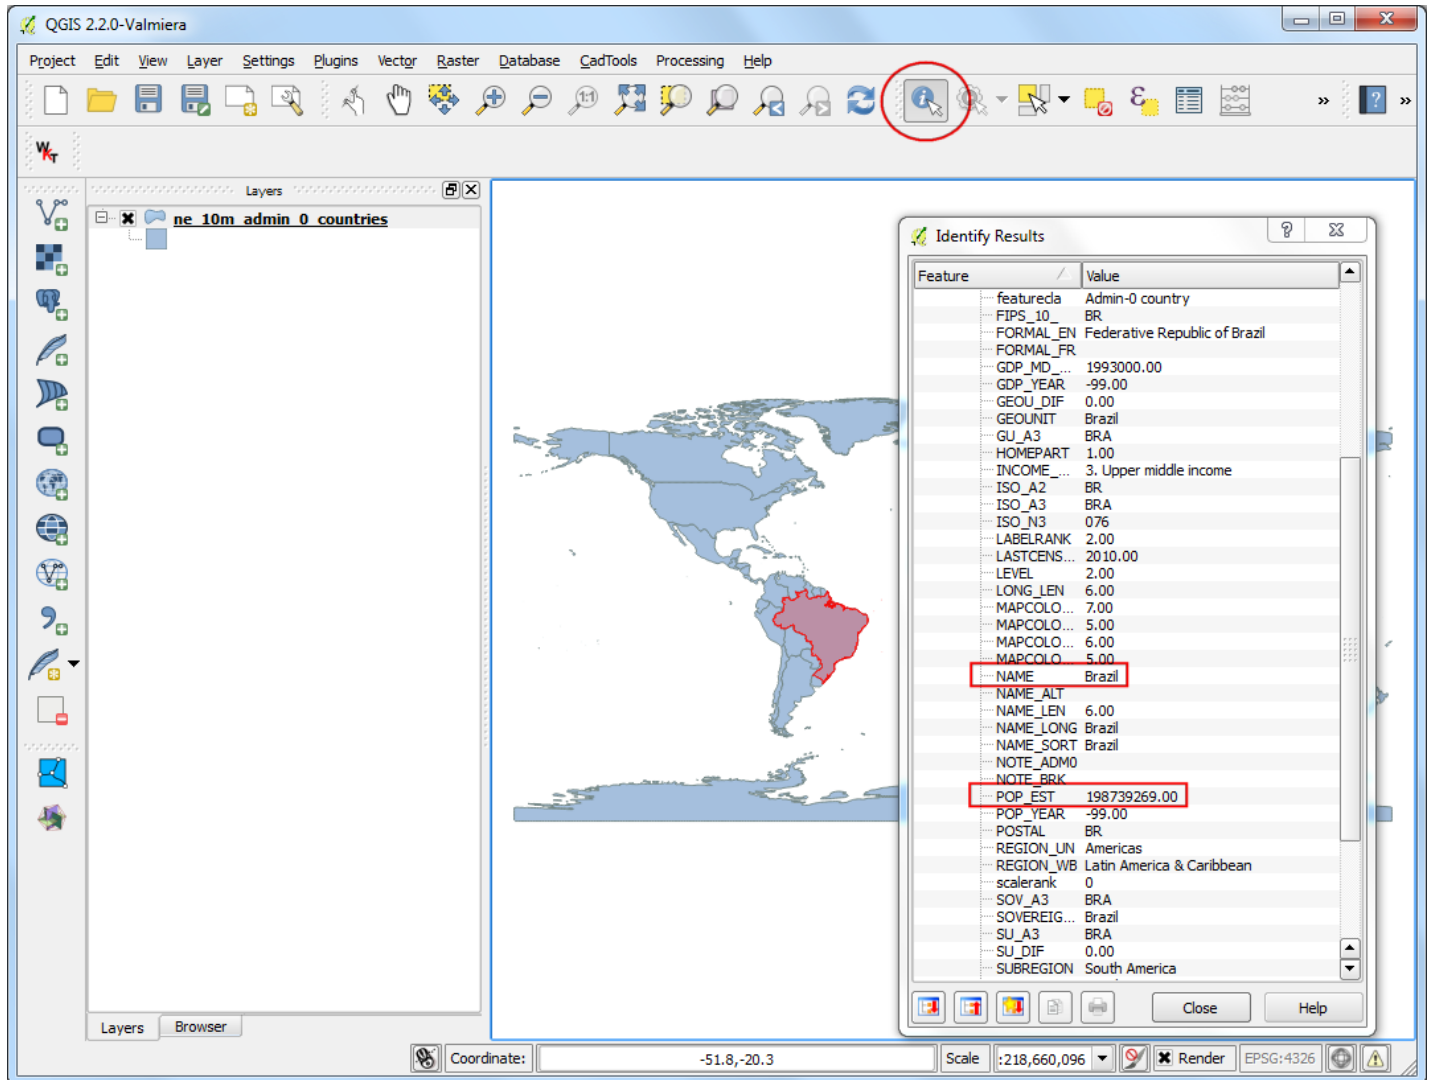 QGIS 2.2.0-Valmiera
Project Edit View Layer Settings Plugins Vector Raster Database CadTools Processing Help
1:1
WKT
Layers
ne_10m_admin_0_countries
Identify Results
Feature Value
featurecla Admin-0 country
FIPS_10_ BR
FORMAL_EN Federative Republic of Brazil
FORMAL_FR
GDP_MD_... 1993000.00
GDP_YEAR -99.00
GEOU_DIF 0.00
GEOUNIT Brazil
GU_A3 BRA
HOMEPART 1.00
INCOME_... 3. Upper middle income
ISO_A2 BR
ISO_A3 BRA
ISO_N3 076
LABELRANK 2.00
LASTCENS... 2010.00
LEVEL 2.00
LONG_LEN 6.00
MAPCOLO... 7.00
MAPCOLO... 5.00
MAPCOLO... 6.00
MAPCOLO... 5.00
NAME Brazil
NAME_ALT
NAME_LEN 6.00
NAME_LONG Brazil
NAME_SORT Brazil
NOTE_ADM0
NOTE_BRK
POP_EST 198739269.00
POP_YEAR -99.00
POSTAL BR
REGION_UN Americas
REGION_WB Latin America & Caribbean
scalerank 0
SOV_A3 BRA
SOVEREIG... Brazil
SU_A3 BRA
SU_DIF 0.00
SUBREGION South America
Close Help
Layers Browser
Coordinate: -51.8,-20.3 Scale :218,660,096 Render EPSG:4326